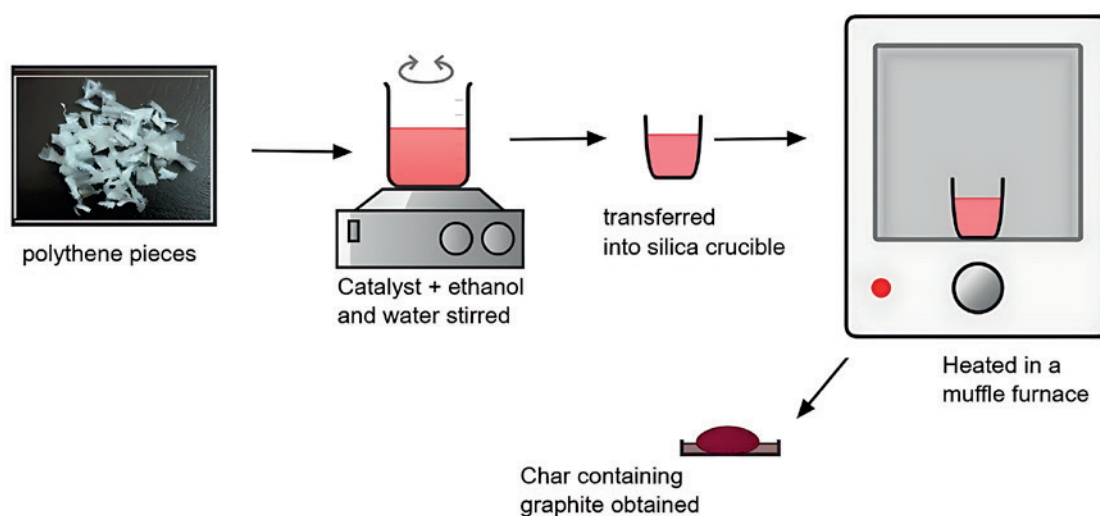 polythene pieces
Catalyst + ethanol
and water stirred
transferred
into silica crucible
Heated in a
muffle furnace
Char containing
graphite obtained